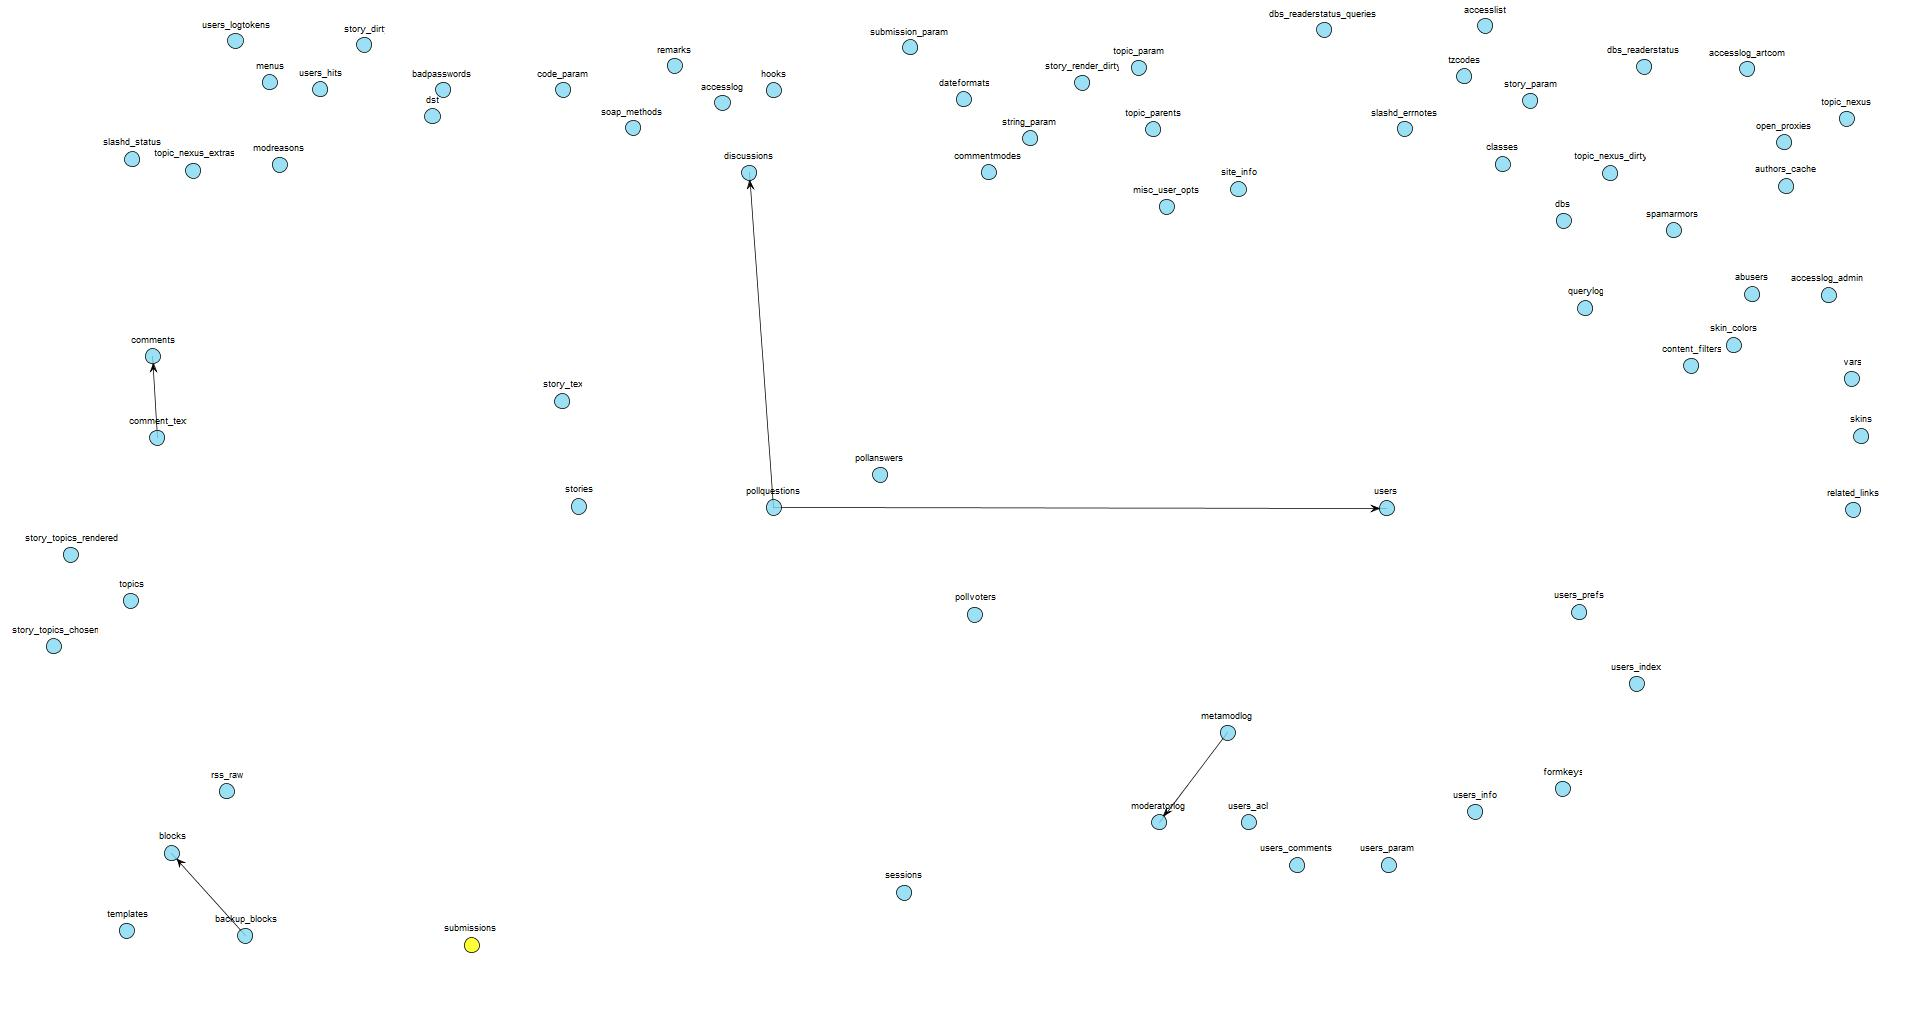 accesslist
dbs_readerstatus_queries
users_logtokens
story_dirt
submission_param
remarks
topic_param
dbs_readerstatus
accesslog_artcom
tzcodes
menus
users_hits
badpasswords
code_param
hooks
story_render_dirty
dateformats
story_param
accesslog
dst
soap_methods
topic_nexus
topic_parents
slashd_errnotes
string_param
open_proxies
slashd_status
modreasons
classes
topic_nexus_extras
discussions
commentmodes
topic_nexus_dirty
site_info
authors_cache
misc_user_opts
dbs
spamarmors
abusers
accesslog_admin
querylog
skin_colors
comments
content_filters
vars
story_tex
comment_tex
skins
pollanswers
stories
pollquestions
users
related_links
story_topics_rendered
topics
pollvoters
users_prefs
story_topics_chosen
users_index
metamodlog
rss_raw
formkeys
users_info
moderatorlog
users_acl
blocks
users_comments
users_param
sessions
templates
backup_blocks
submissions